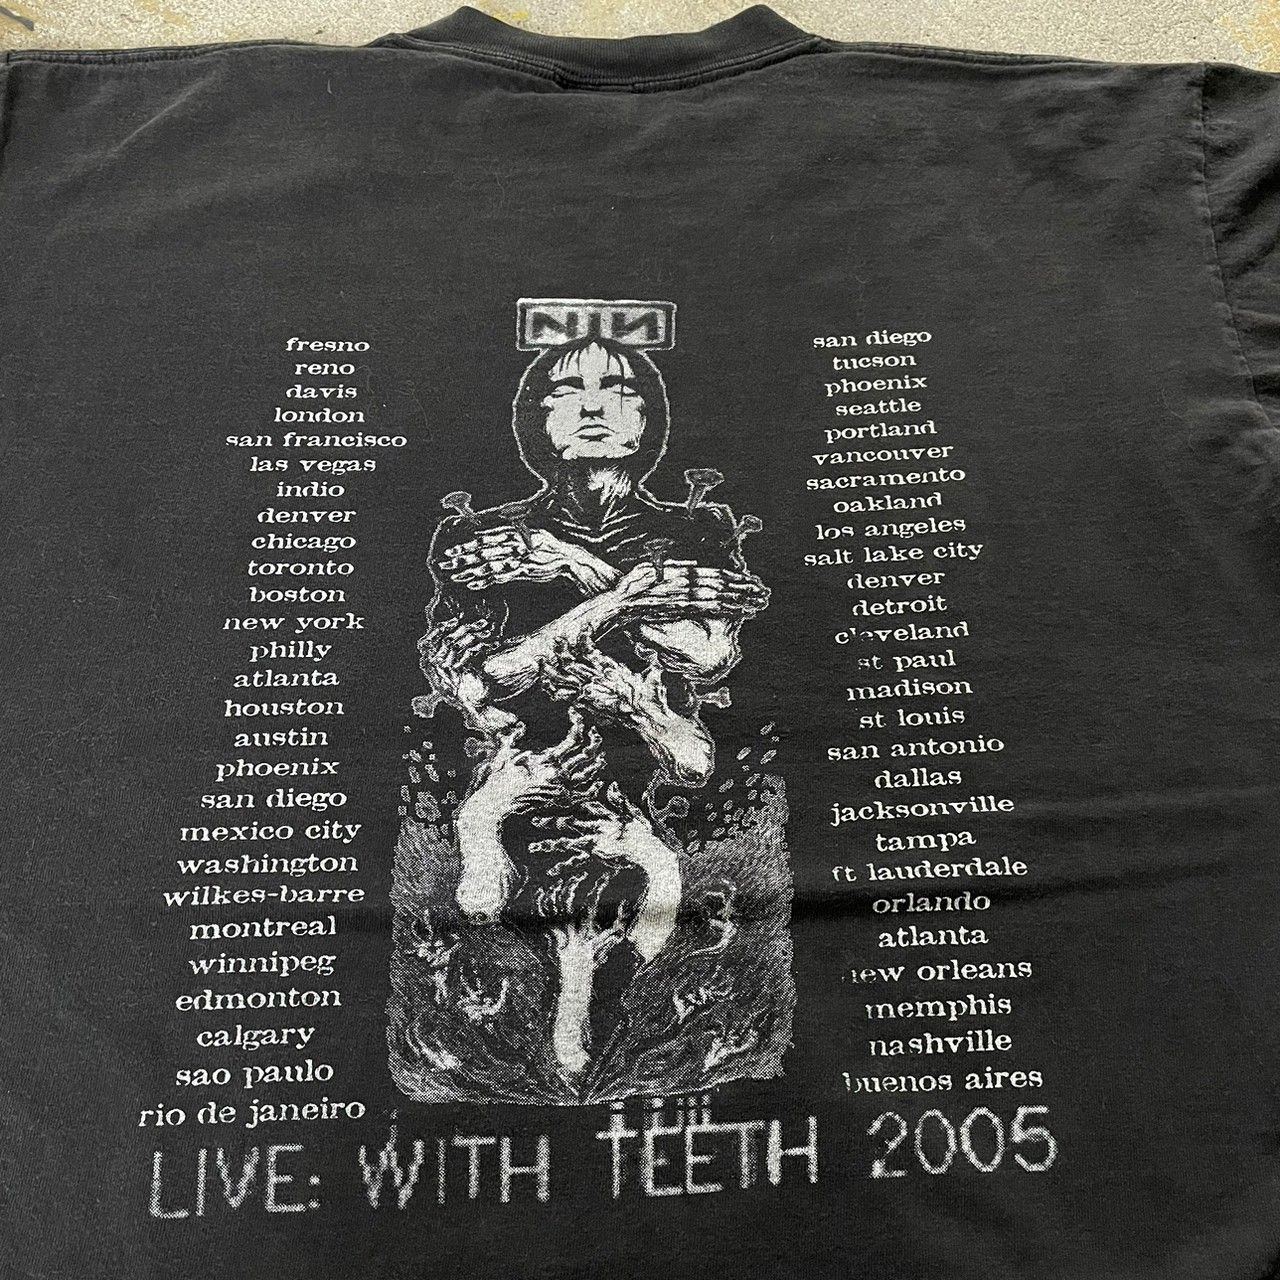 NIN
fresno
reno
davis
london
san francisco
las vegas
indio
denver
chicago
toronto
boston
new york
philly
atlanta
houston
austin
phoenix
san diego
mexico city
washington
wilkes-barre
montreal
winnipeg
edmonton
calgary
sao paulo
rio de janeiro
san diego
tucson
phoenix
seattle
portland
vancouver
sacramento
oakland
los angeles
salt lake city
denver
detroit
cleveland
st paul
madison
st louis
san antonio
dallas
jacksonville
tampa
ft lauderdale
orlando
atlanta
new orleans
memphis
nashville
buenos aires
LIVE: WITH TEETH 2005